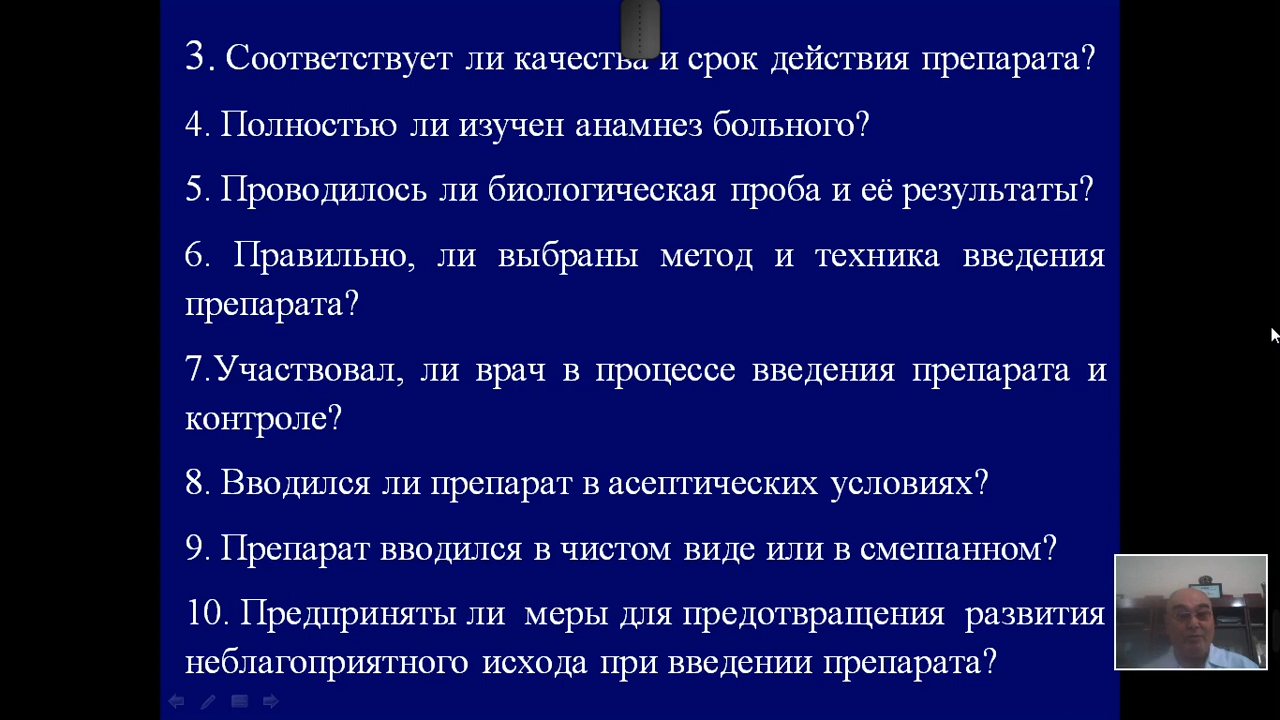 3. Соответствует ли качества и срок действия препарата?
4. Полностью ли изучен анамнез больного?
5. Проводилось ли биологическая проба и её результаты?
6. Правильно, ли выбраны метод и техника введения
препарата?
7.Участвовал, ли врач в процессе введения препарата и
контроле?
8. Вводился ли препарат в асептических условиях?
9. Препарат вводился в чистом виде или в смешанном?
10. Предприняты ли меры для предотвращения развития
неблагоприятного исхода при введении препарата?